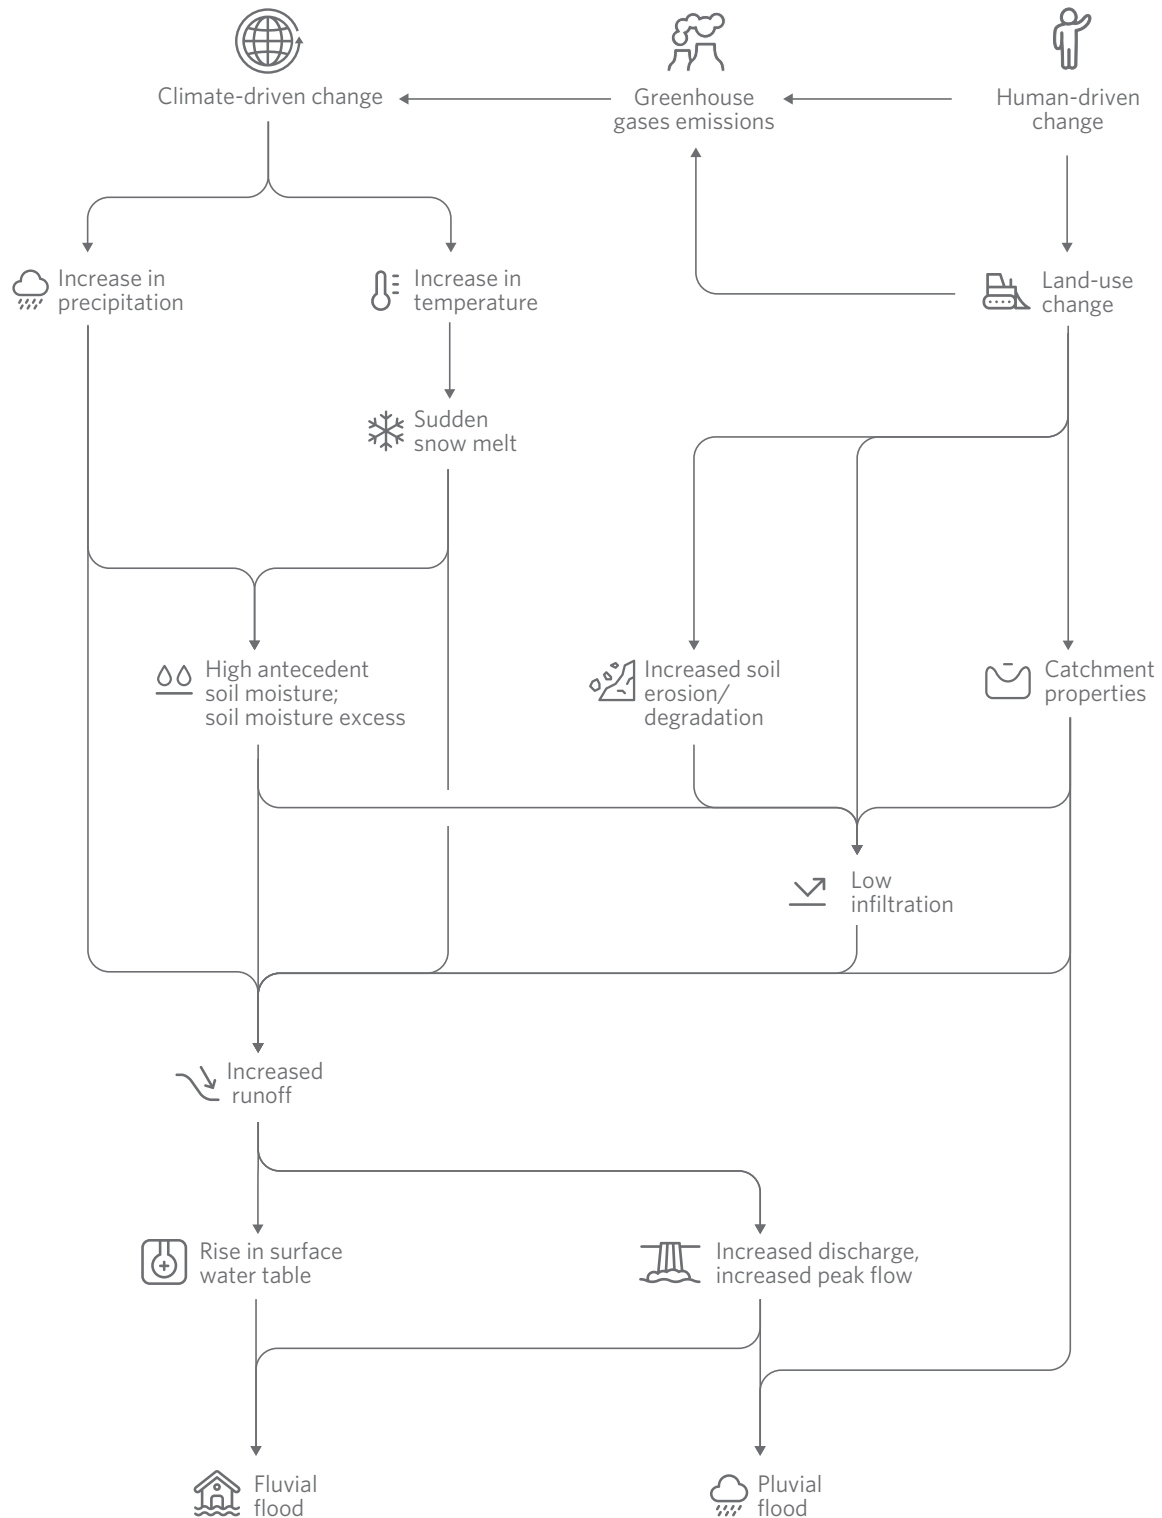 Climate-driven change
Greenhouse
gases emissions
Human-driven
change
Increase in
precipitation
Increase in
temperature
Land-use
change
Sudden
snow melt
High antecedent
soil moisture;
soil moisture excess
Increased soil
erosion/
degradation
Catchment
properties
Low
infiltration
Increased
runoff
Rise in surface
water table
Increased discharge,
increased peak flow
Fluvial
flood
Pluvial
flood